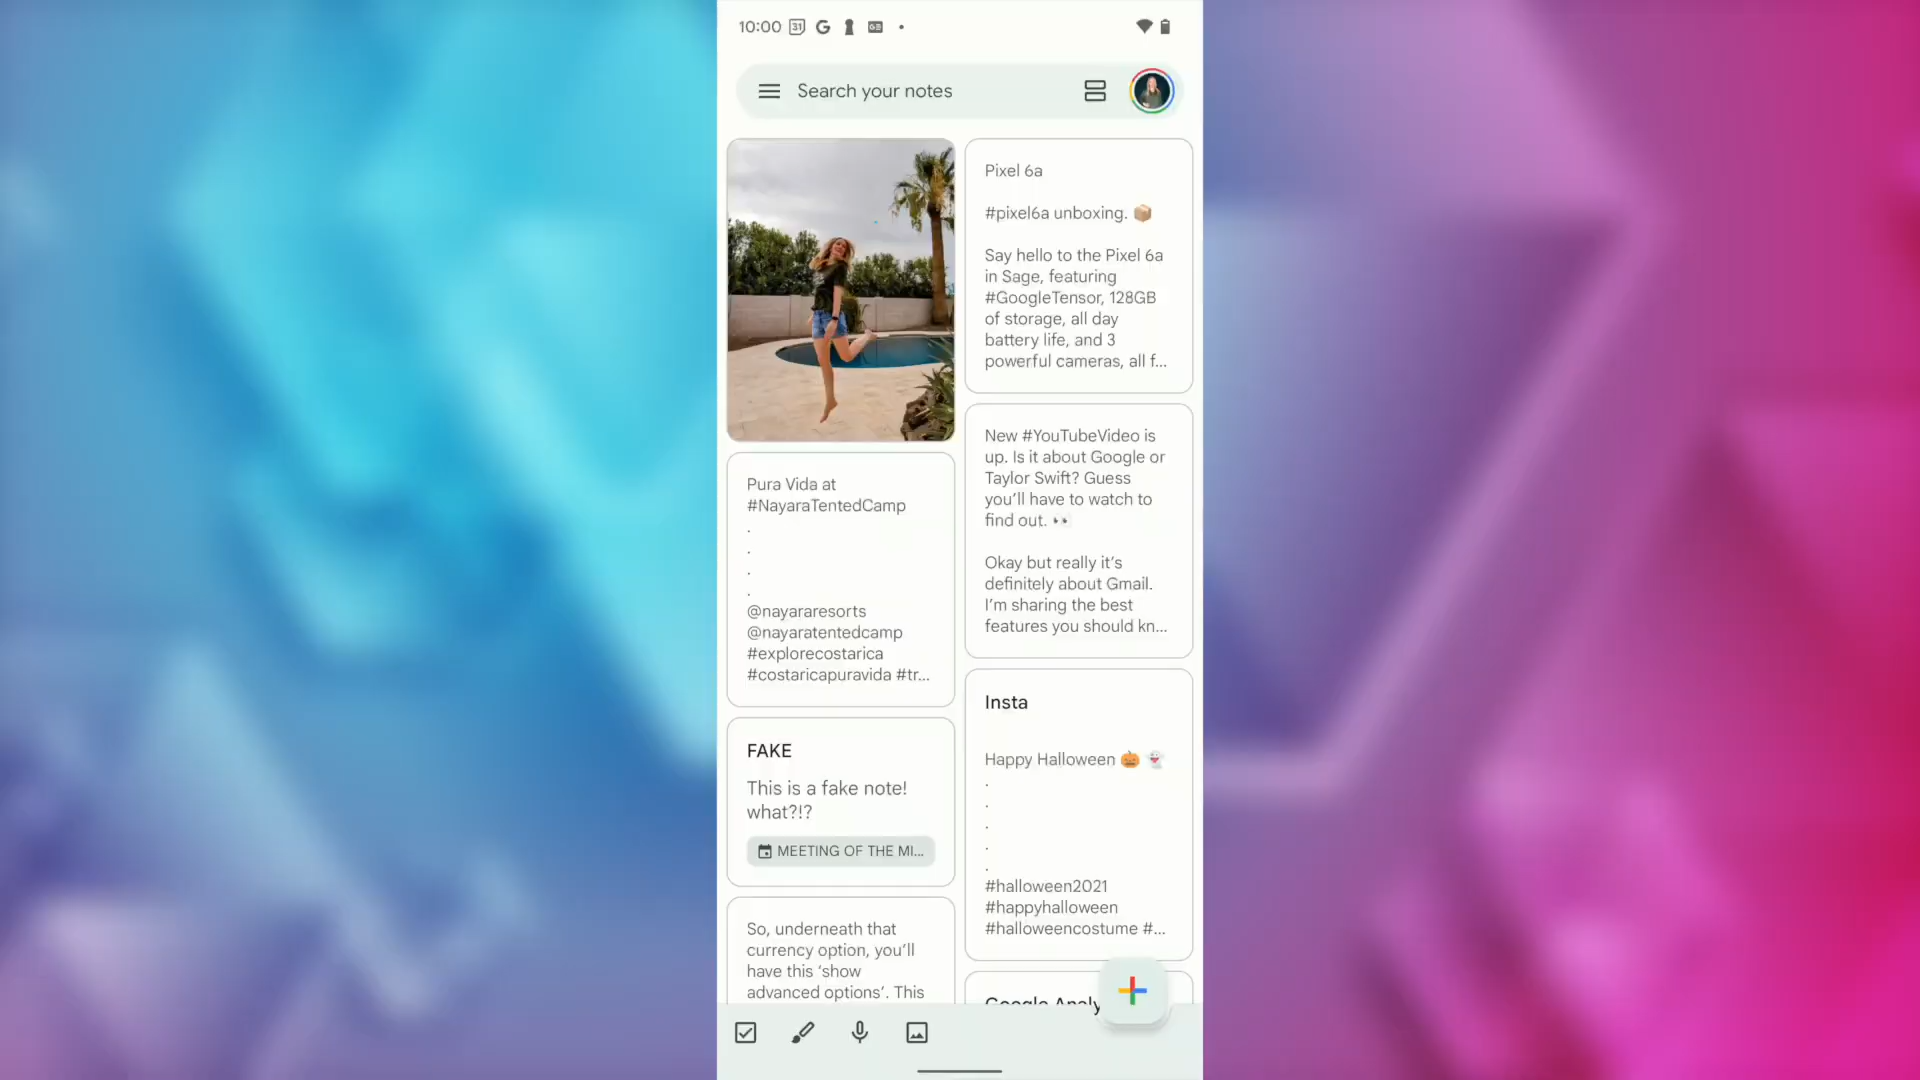 10:00
31
G
GE
Search your notes
Pura Vida at
#NayaraTentedCamp
.
.
.
.
@nayararesorts
@nayaratentedcamp
#explorecostarica
#costaricapuravida #tr...
FAKE
This is a fake note!
what?!?
MEETING OF THE MI...
So, underneath that
currency option, you’ll
have this ‘show
advanced options’. This
Pixel 6a
#pixel6a unboxing. 📦
Say hello to the Pixel 6a
in Sage, featuring
#GoogleTensor, 128GB
of storage, all day
battery life, and 3
powerful cameras, all f...
New #YouTubeVideo is
up. Is it about Google or
Taylor Swift? Guess
you’ll have to watch to
find out. 👀
Okay but really it’s
definitely about Gmail.
I’m sharing the best
features you should kn...
Insta
Happy Halloween 🎃 👻
.
.
.
.
.
#halloween2021
#happyhalloween
#halloweencostume #...
Google Analy